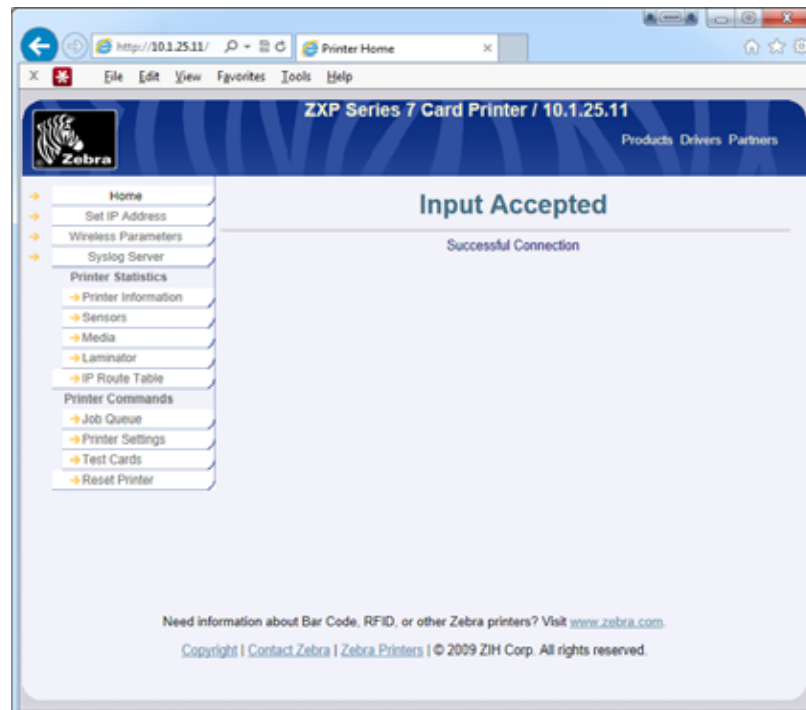 http://10.1.25.11/
Printer Home
x File Edit View Favorites Tools Help
ZXP Series 7 Card Printer / 10.1.25.11
Products Drivers Partners
Zebra
Home
Set IP Address
Wireless Parameters
Syslog Server
Printer Statistics
Printer Information
Sensors
Media
Laminator
IP Route Table
Printer Commands
Job Queue
Printer Settings
Test Cards
Reset Printer
Input Accepted
Successful Connection
Need information about Bar Code, RFID, or other Zebra printers? Visit www.zebra.com.
Copyright | Contact Zebra | Zebra Printers | © 2009 ZIH Corp. All rights reserved.